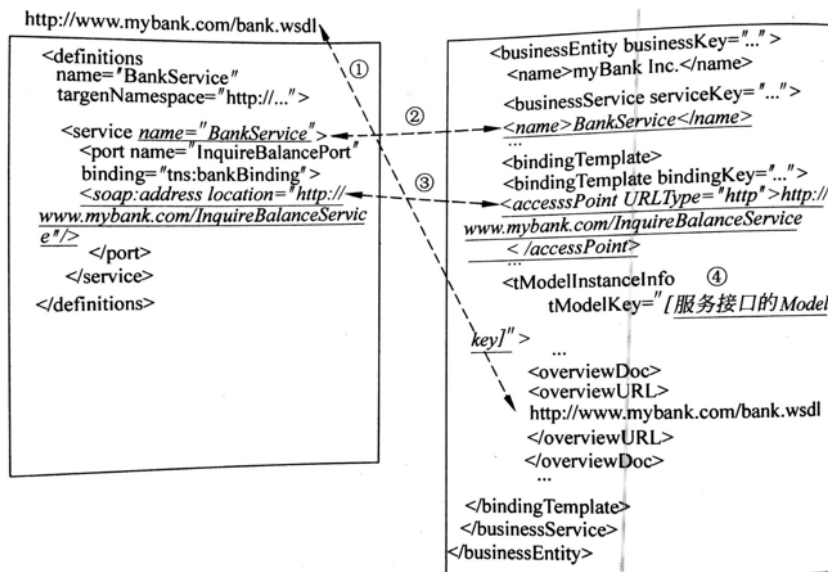 http://www.mybank.com/bank.wsdl
<definitions
name="BankService"
targenNamespace="http://...">
<service name="BankService">
<port name="InquireBalancePort"
binding="tns:bankBinding">
<soap:address location="http://
www.mybank.com/InquireBalanceServic
e"/>
</port>
</service>
</definitions>
①
②
③
<businessEntity businessKey="...">
<name>myBank Inc.</name>
<businessService serviceKey="...">
<name>BankService</name>
...
<bindingTemplate>
<bindingTemplate bindingKey="...">
<accesssPoint URLType="http">http://
www.mybank.com/InquireBalanceService
</accessPoint>
...
<tModelInstanceInfo ④
tModelKey="[服务接口的Model
key]">
...
<overviewDoc>
<overviewURL>
http://www.mybank.com/bank.wsdl
</overviewURL>
</overviewDoc>
...
</bindingTemplate>
</businessService>
</businessEntity>